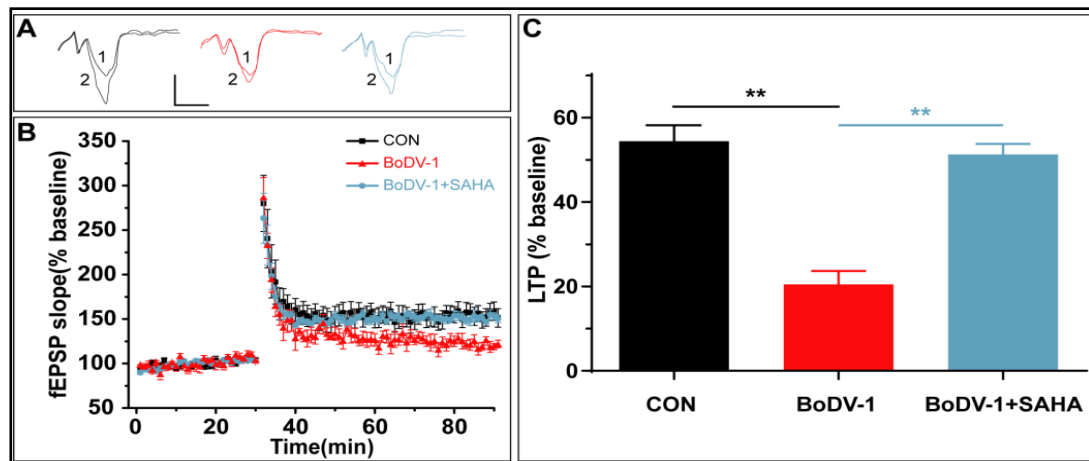 A
1
2
1
2
1
2
B
350
300
250
200
150
100
50
fEPSP slope(% baseline)
CON
BoDV-1
BoDV-1+SAHA
0
20
40
60
80
Time(min)
C
60
40
20
0
LTP (% baseline)
**
**
CON
BoDV-1
BoDV-1+SAHA